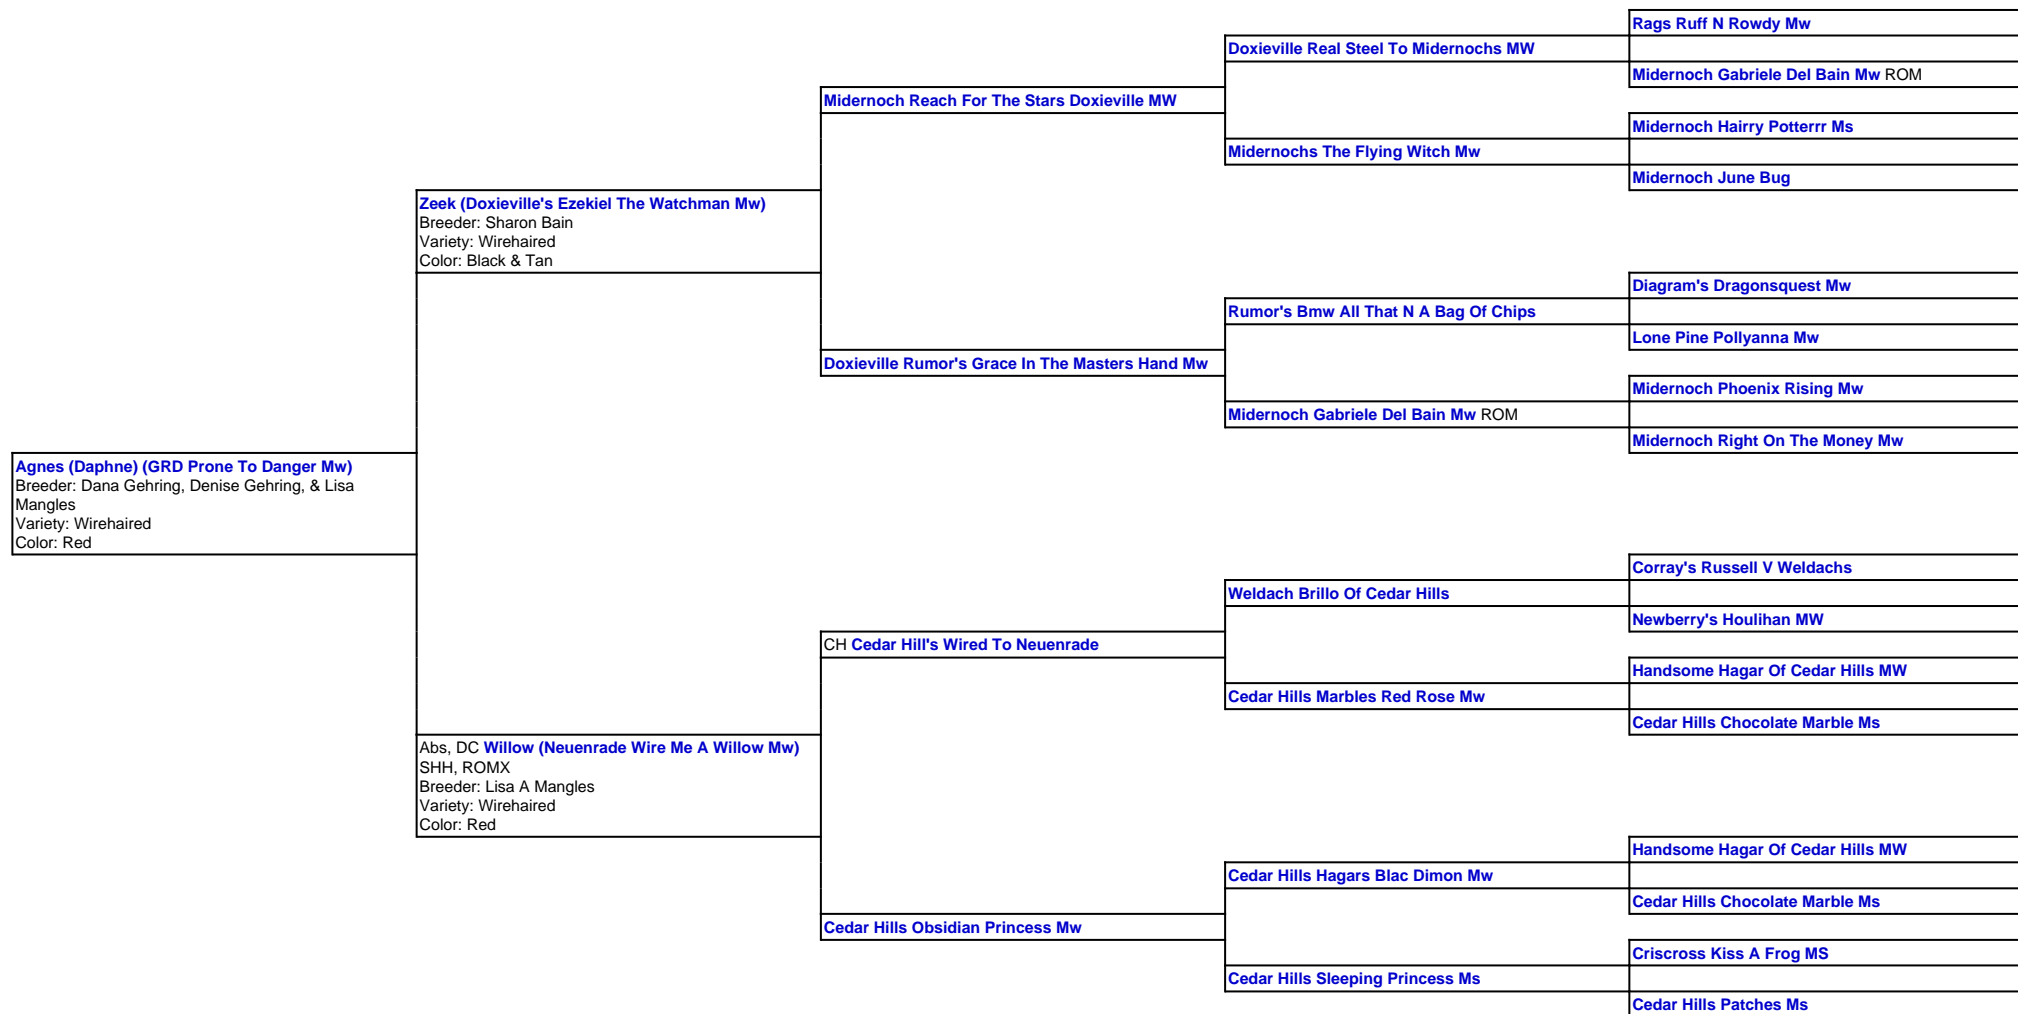 Rags Ruff N Rowdy Mw
Doxieville Real Steel To Midernochs MW
Midernoch Gabriele Del Bain Mw ROM
Midernoch Reach For The Stars Doxieville MW
Midernoch Hairry Potterrr Ms
Midernochs The Flying Witch Mw
Midernoch June Bug
Zeek (Doxieville's Ezekiel The Watchman Mw)
Breeder: Sharon Bain
Variety: Wirehaired
Color: Black & Tan
Diagram's Dragonsquest Mw
Rumor's Bmw All That N A Bag Of Chips
Lone Pine Pollyanna Mw
Doxieville Rumor's Grace In The Masters Hand Mw
Midernoch Phoenix Rising Mw
Midernoch Gabriele Del Bain Mw ROM
Midernoch Right On The Money Mw
Agnes (Daphne) (GRD Prone To Danger Mw)
Breeder: Dana Gehring, Denise Gehring, & Lisa
Mangles
Variety: Wirehaired
Color: Red
Corray's Russell V Weldachs
Weldach Brillo Of Cedar Hills
Newberry's Houlihan MW
CH Cedar Hill's Wired To Neuenrade
Handsome Hagar Of Cedar Hills MW
Cedar Hills Marbles Red Rose Mw
Cedar Hills Chocolate Marble Ms
Abs, DC Willow (Neuenrade Wire Me A Willow Mw)
SHH, ROMX
Breeder: Lisa A Mangles
Variety: Wirehaired
Color: Red
Handsome Hagar Of Cedar Hills MW
Cedar Hills Hagars Blac Dimon Mw
Cedar Hills Chocolate Marble Ms
Cedar Hills Obsidian Princess Mw
Criscross Kiss A Frog MS
Cedar Hills Sleeping Princess Ms
Cedar Hills Patches Ms